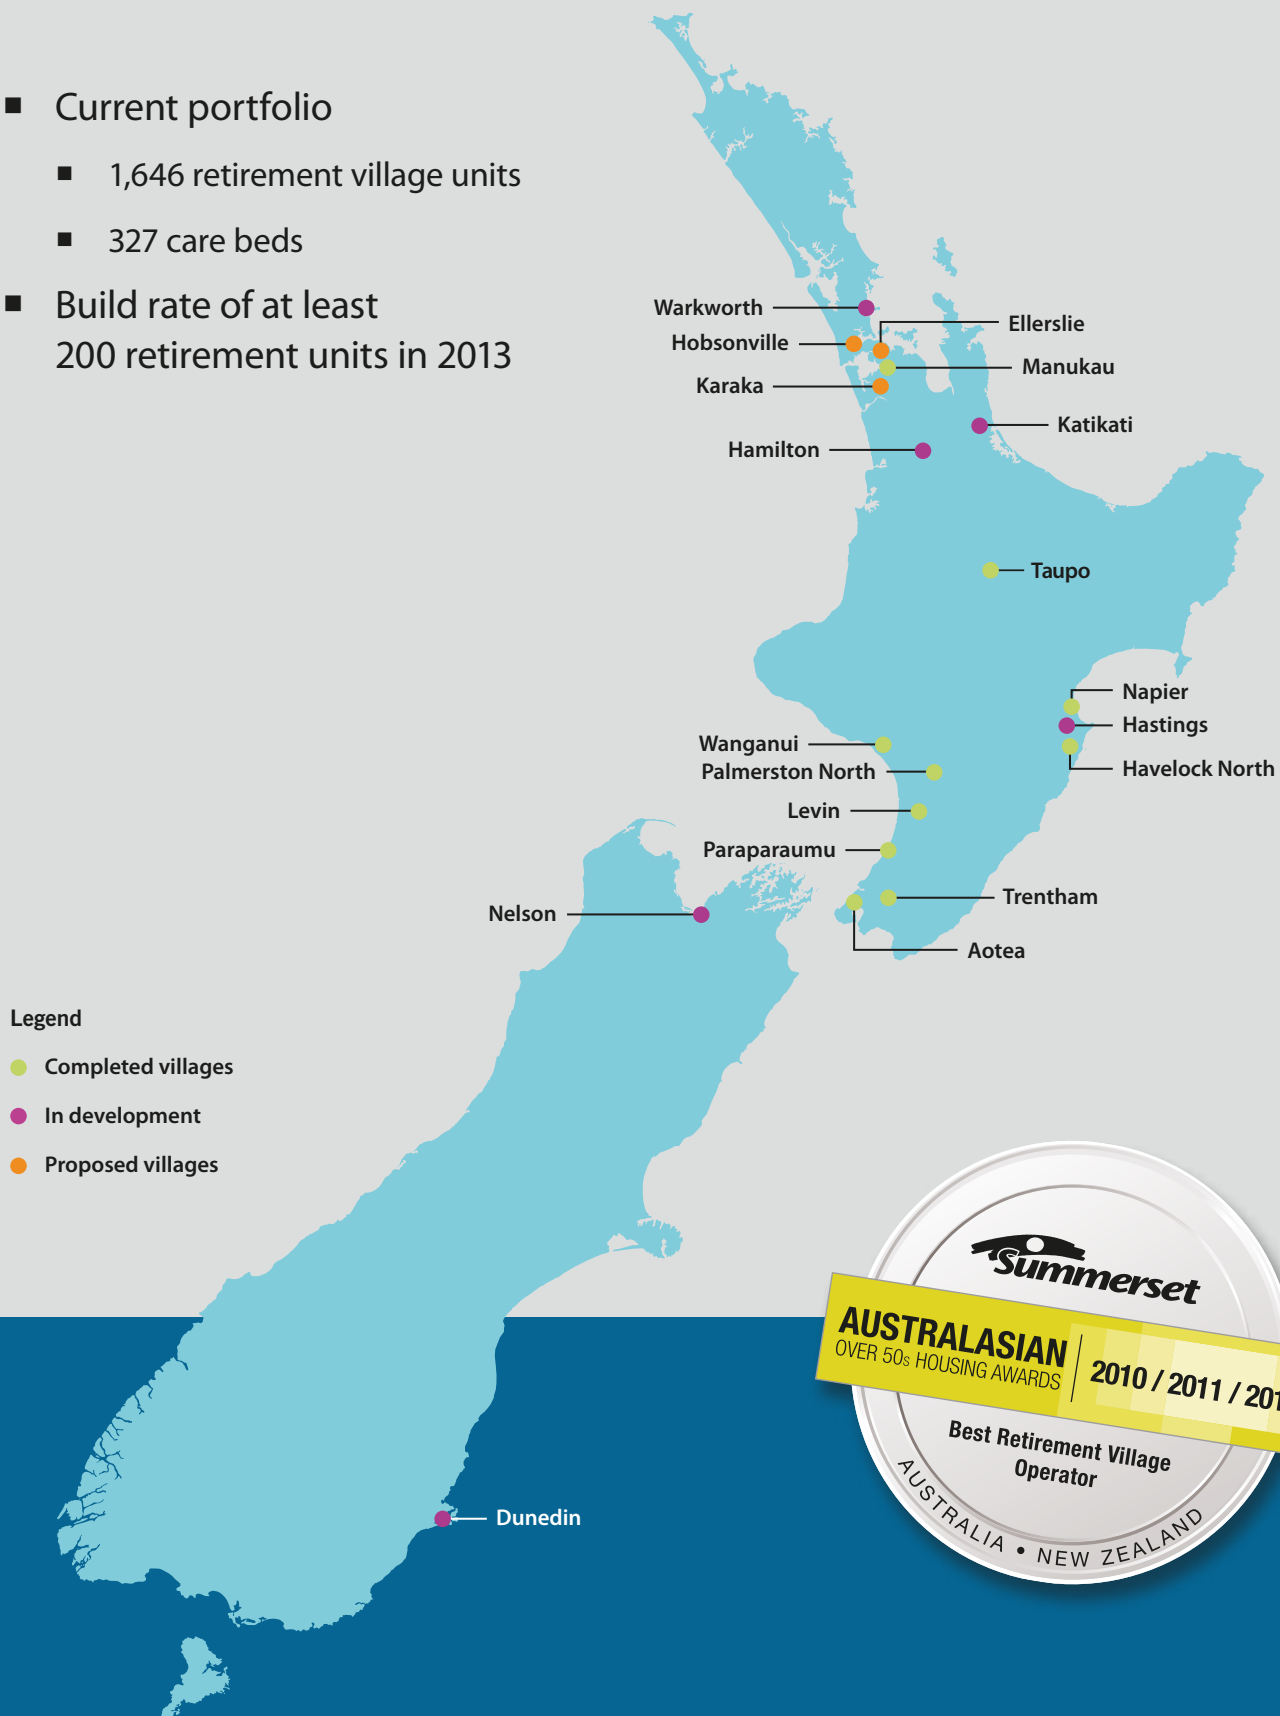 Current portfolio
1,646 retirement village units
327 care beds
Build rate of at least
200 retirement units in 2013
Warkworth
Ellerslie
Hobsonville
Manukau
Karaka
Katikati
Hamilton
Taupo
Napier
Hastings
Wanganui
Havelock North
Palmerston North
Levin
Paraparaumu
Trentham
Nelson
Aotea
Legend
Completed villages
In development
Proposed villages
Summerset
AUSTRALASIAN
OVER 50s HOUSING AWARDS
2010 / 2011 /
Best Retirement Village
Operator
AUSTRALIA • NEW ZEALAND
Dunedin